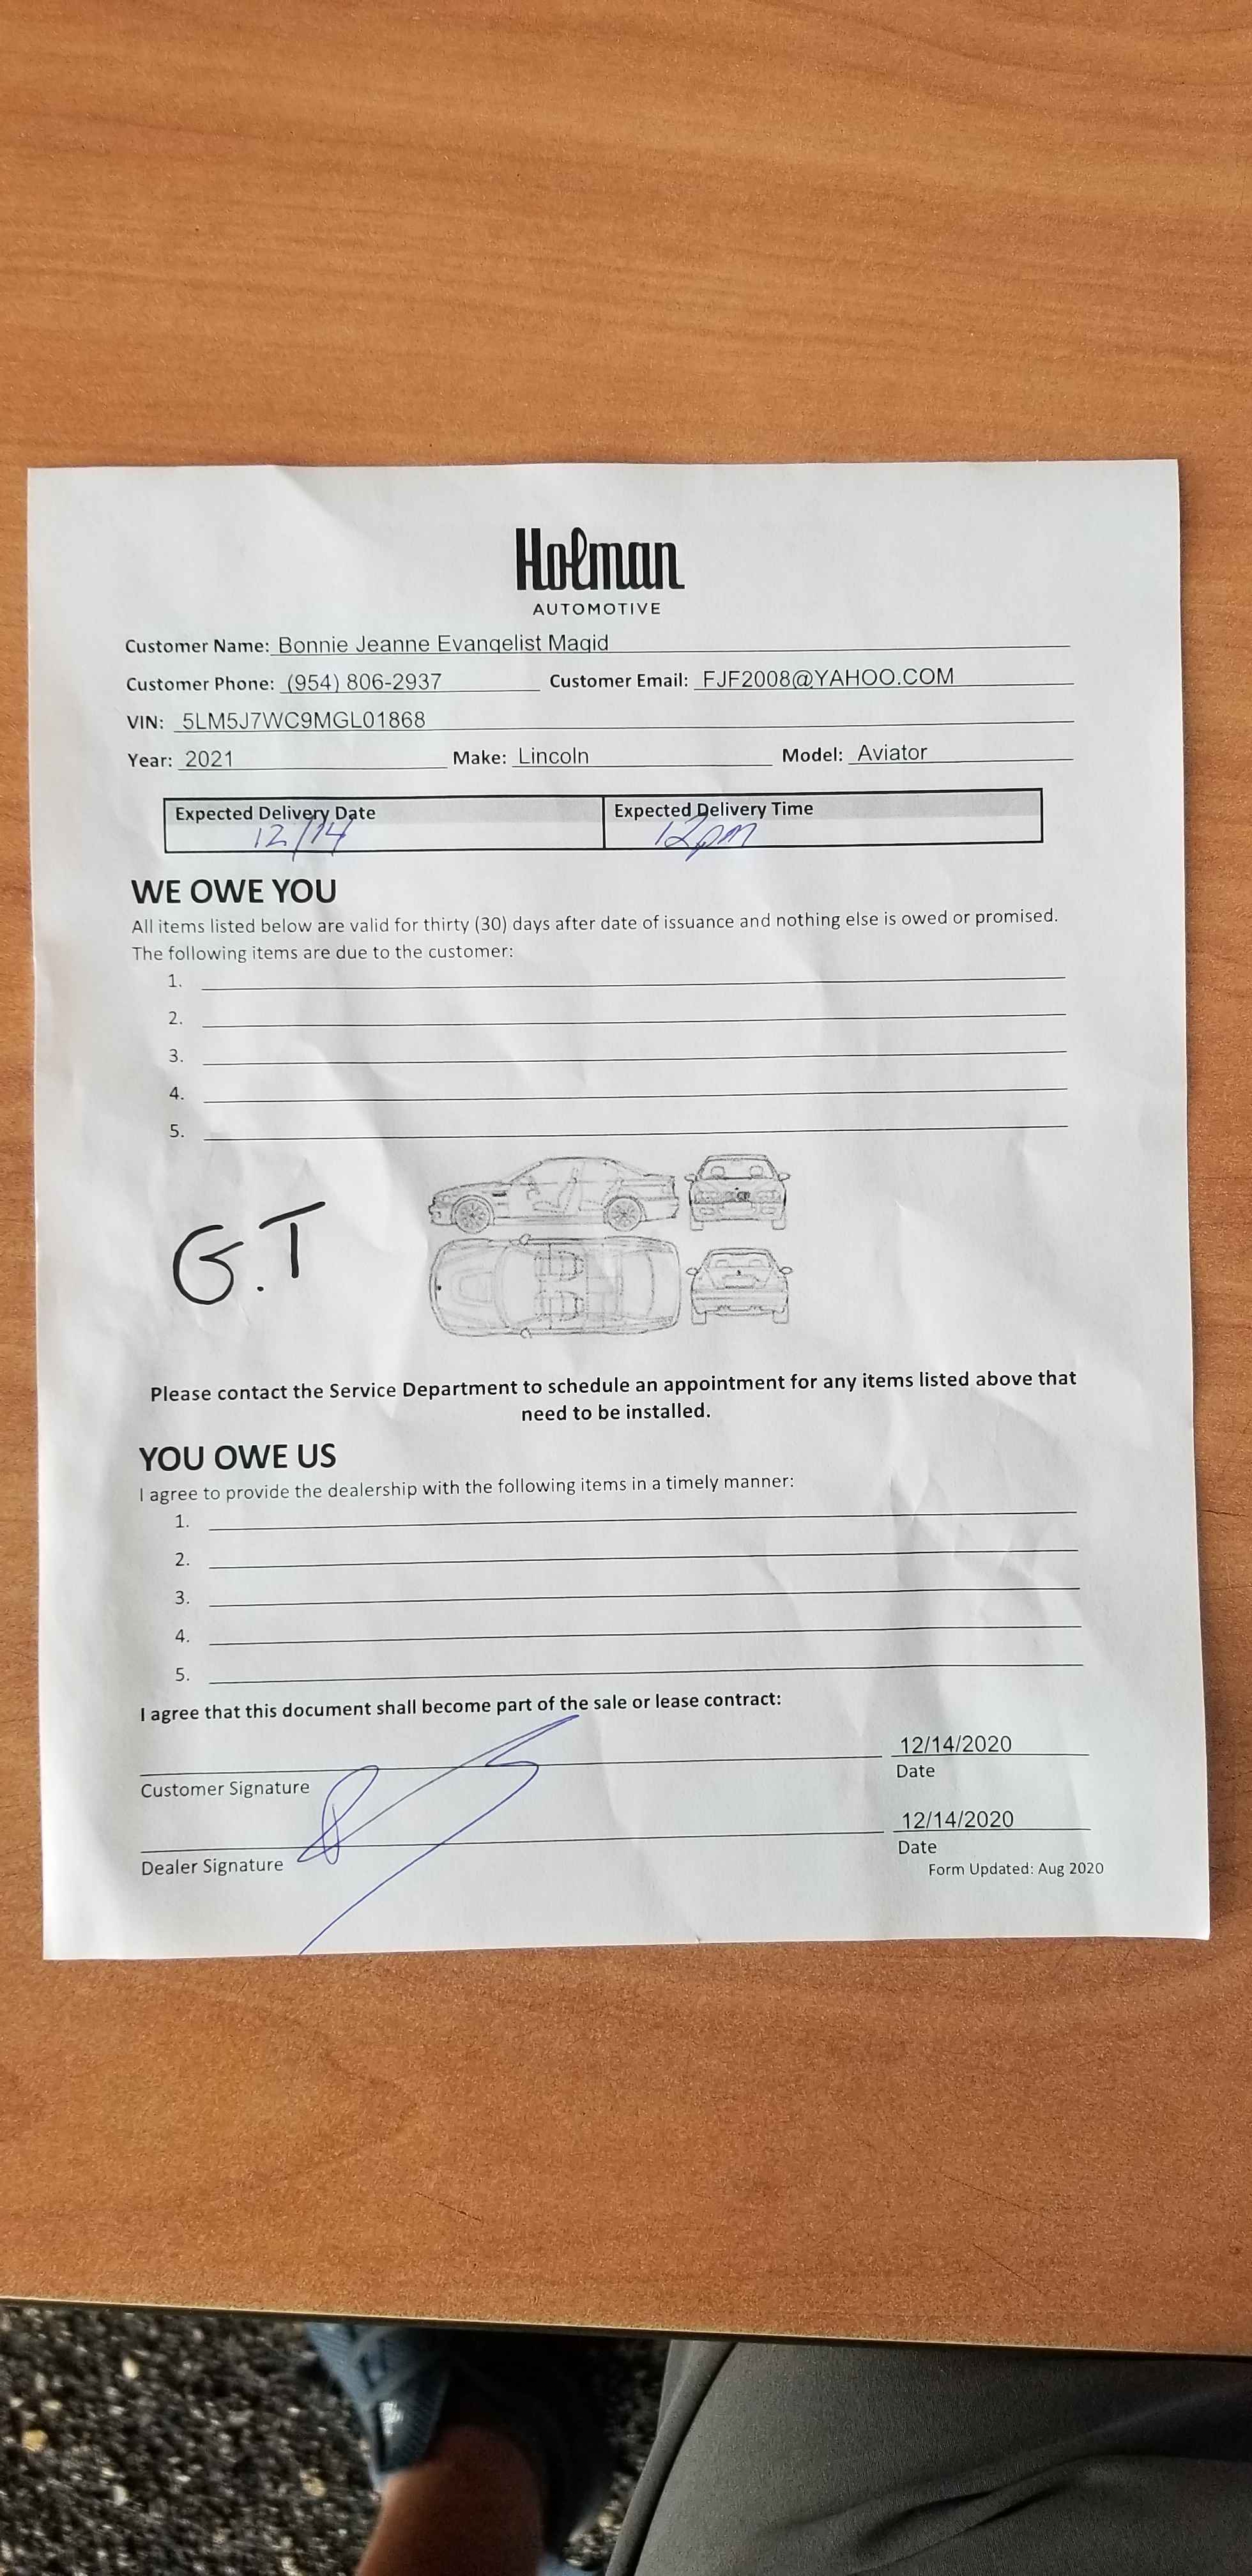 Holman
AUTOMOTIVE
Customer Name: Bonnie Jeanne Evangelist Magid
Customer Phone: (954) 806-2937 Customer Email: FJF2008@YAHOO.COM
VIN: 5LM5J7WC9MGL01868
Year: 2021 Make: Lincoln Model: Aviator
Expected Delivery Date Expected Delivery Time
12/14 12pm
WE OWE YOU
All items listed below are valid for thirty (30) days after date of issuance and nothing else is owed or promised.
The following items are due to the customer:
1.
2.
3.
4.
5.
G.T
Please contact the Service Department to schedule an appointment for any items listed above that
need to be installed.
YOU OWE US
I agree to provide the dealership with the following items in a timely manner:
1.
2.
3.
4.
5.
I agree that this document shall become part of the sale or lease contract:
12/14/2020
Customer Signature Date
12/14/2020
Dealer Signature Date
Form Updated: Aug 2020